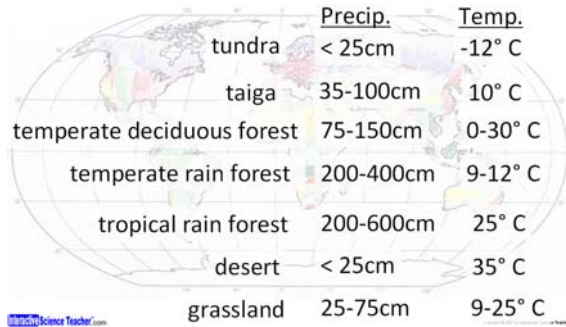 Precip. Temp.
tundra < 25cm -12° C
taiga 35-100cm 10° C
temperate deciduous forest 75-150cm 0-30° C
temperate rain forest 200-400cm 9-12° C
tropical rain forest 200-600cm 25° C
desert < 25cm 35° C
grassland 25-75cm 9-25° C
Interactive Science Teacher.com